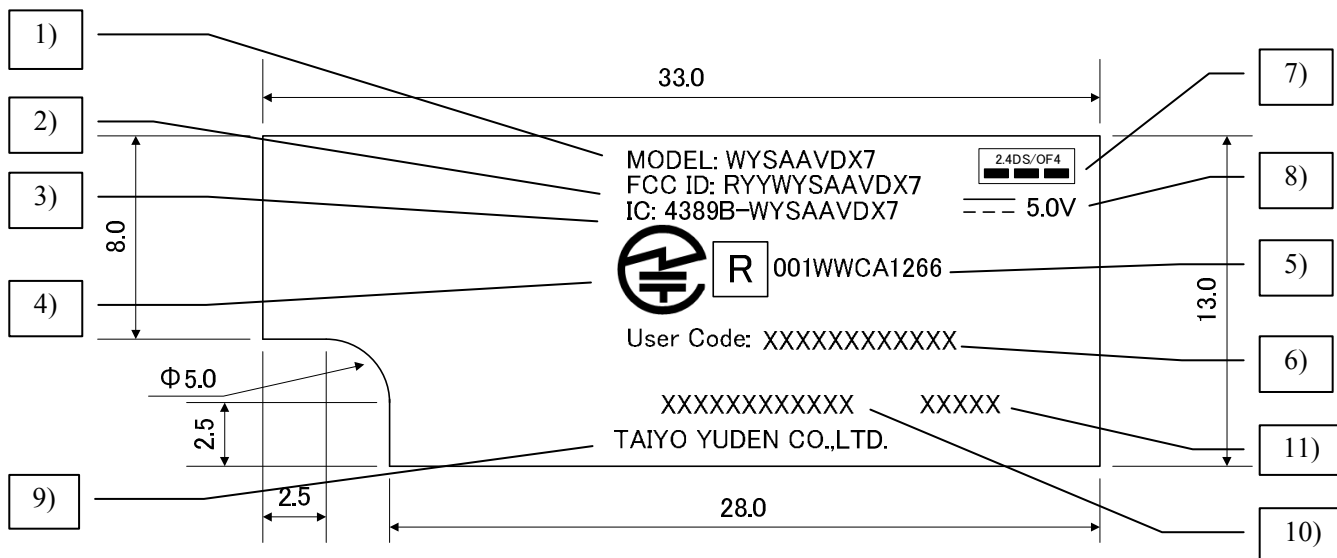 1)
33.0
7)
2)
MODEL: WYSAAVDX7
2.4DS/OF4
FCC ID: RYYWYSAAVDX7
8)
3)
IC: 4389B-WYSAAVDX7
5.0V
8.0
R 001WWCA1266
5)
4)
13.0
User Code: XXXXXXXXXXXX
6)
Φ5.0
XXXXXXXXXXXX XXXXX
2.5
TAIYO YUDEN CO.,LTD.
11)
9)
2.5
28.0
10)